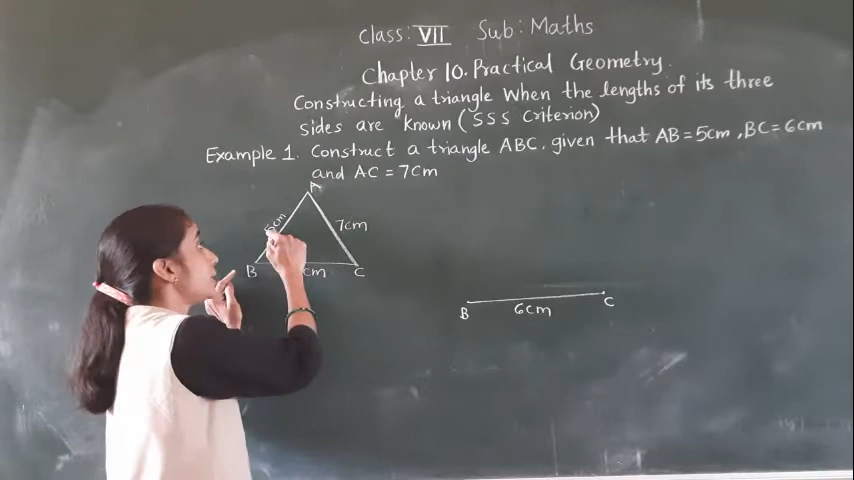 Class: VII Sub: Maths
Chapter 10. Practical Geometry.
Constructing a triangle When the lengths of its three
sides are known (SSS Criterion)
Example 1. Construct a triangle ABC, given that AB=5cm, BC=6cm
and AC = 7cm
A
5cm
7cm
B
cm
C
B
6cm
C